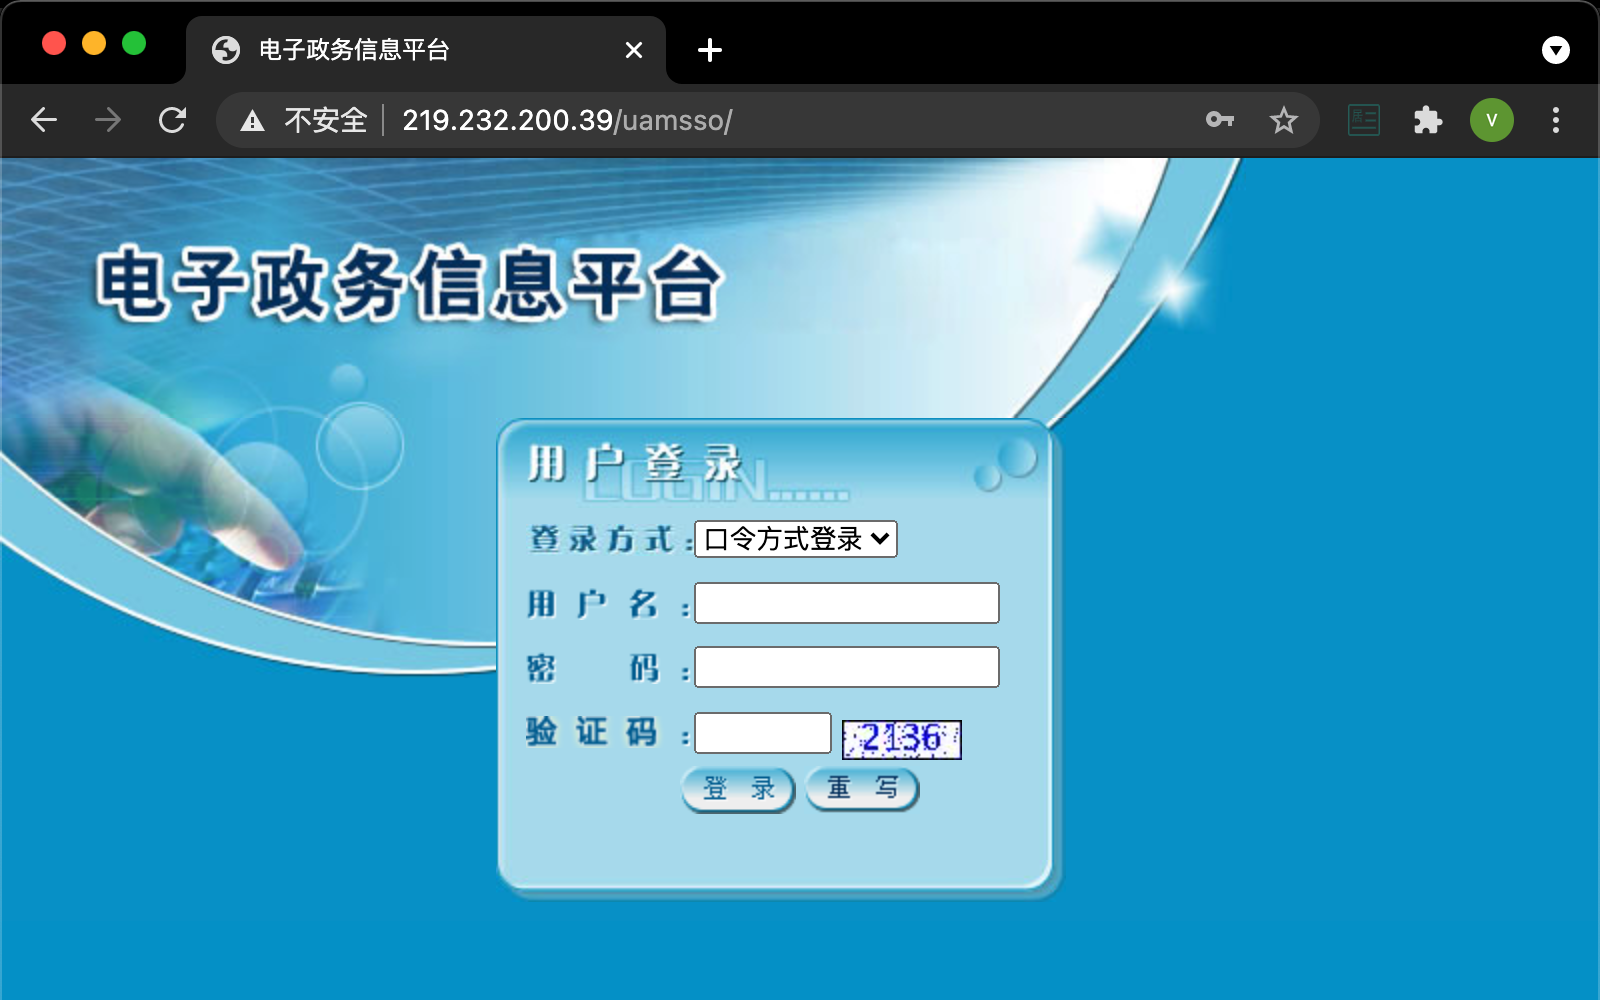 电子政务信息平台
不安全 219.232.200.39/uamsso/
V
电子政务信息平台
用户登录
LOGIN......
登录方式:口令方式登录
用户名:
密码:
验证码:2136
登录 重写